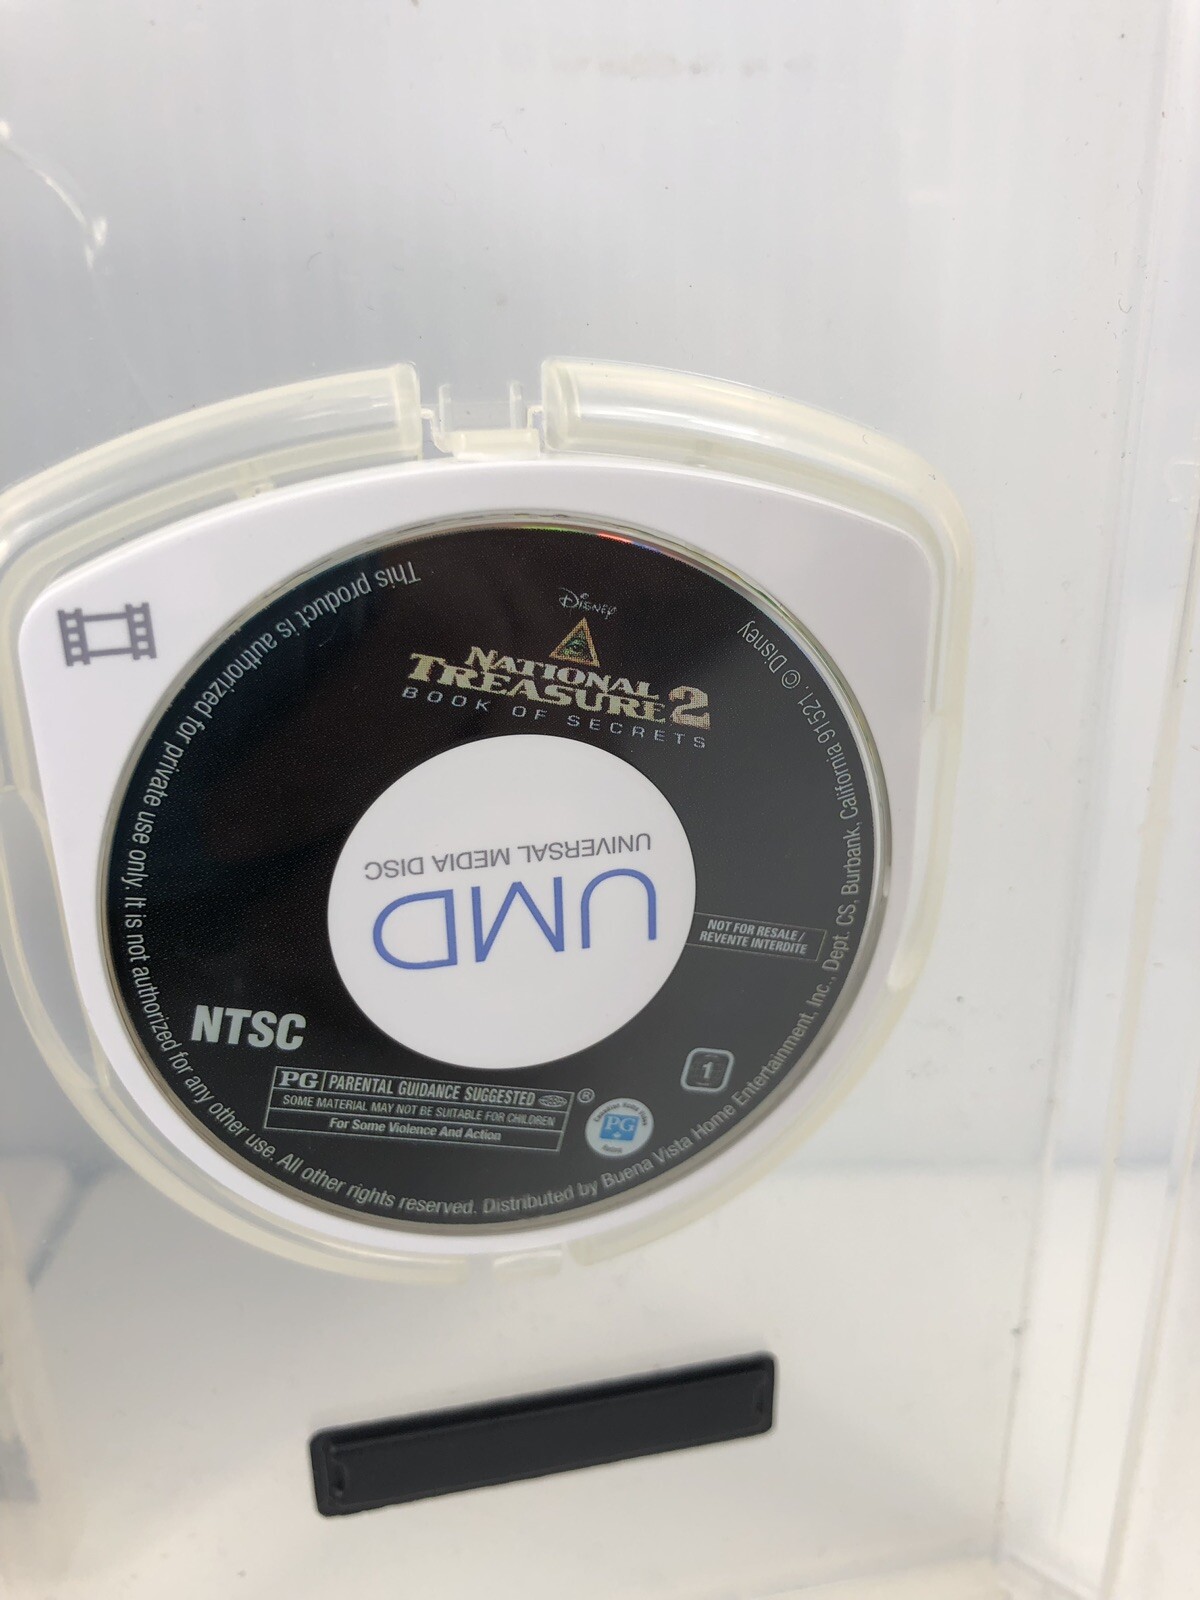 Disney
NATIONAL
TREASURE 2
BOOK OF SECRETS
UNIVERSAL MEDIA DISC
UMD
NOT FOR RESALE /
REVENTE INTERDITE
NTSC
1
PG PARENTAL GUIDANCE SUGGESTED ®
SOME MATERIAL MAY NOT BE SUITABLE FOR CHILDREN
For Some Violence And Action
PG
This product is authorized for private use only. It is not authorized for any other use. All other rights reserved. Distributed by Buena Vista Home Entertainment, Inc., Dept. CS, Burbank, California 91521. © Disney